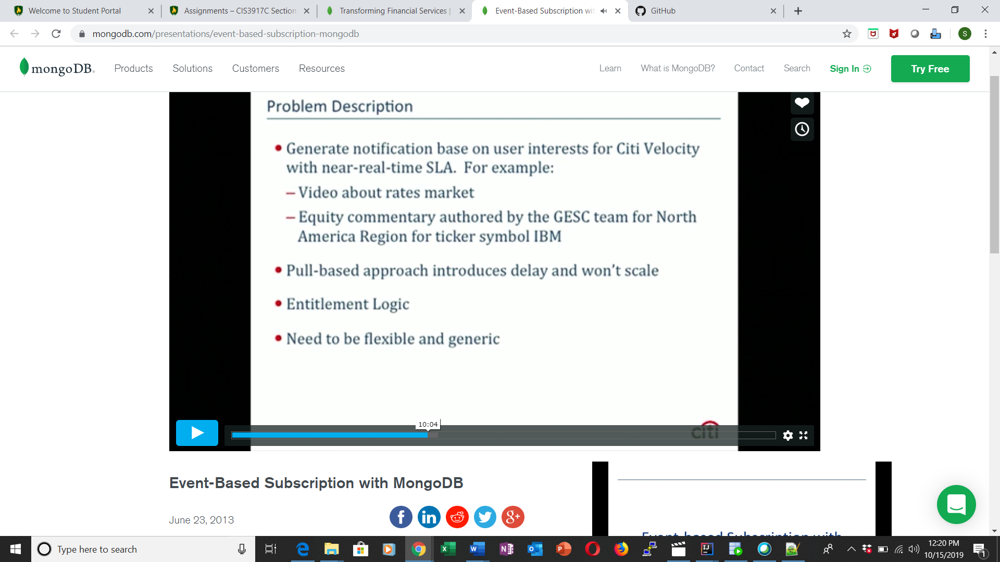 Welcome to Student Portal
Assignments – CIS3917C Section
Transforming Financial Services |
Event-Based Subscription wit
GitHub
mongodb.com/presentations/event-based-subscription-mongodb
S
mongoDB.
Products
Solutions
Customers
Resources
Learn
What is MongoDB?
Contact
Search
Sign In
Try Free
Problem Description
Generate notification base on user interests for Citi Velocity
with near-real-time SLA. For example:
– Video about rates market
– Equity commentary authored by the GESC team for North
America Region for ticker symbol IBM
Pull-based approach introduces delay and won't scale
Entitlement Logic
Need to be flexible and generic
10:04
citi
Event-Based Subscription with MongoDB
June 23, 2013
Event-based Subscription with
Type here to search
12:20 PM
10/15/2019
1